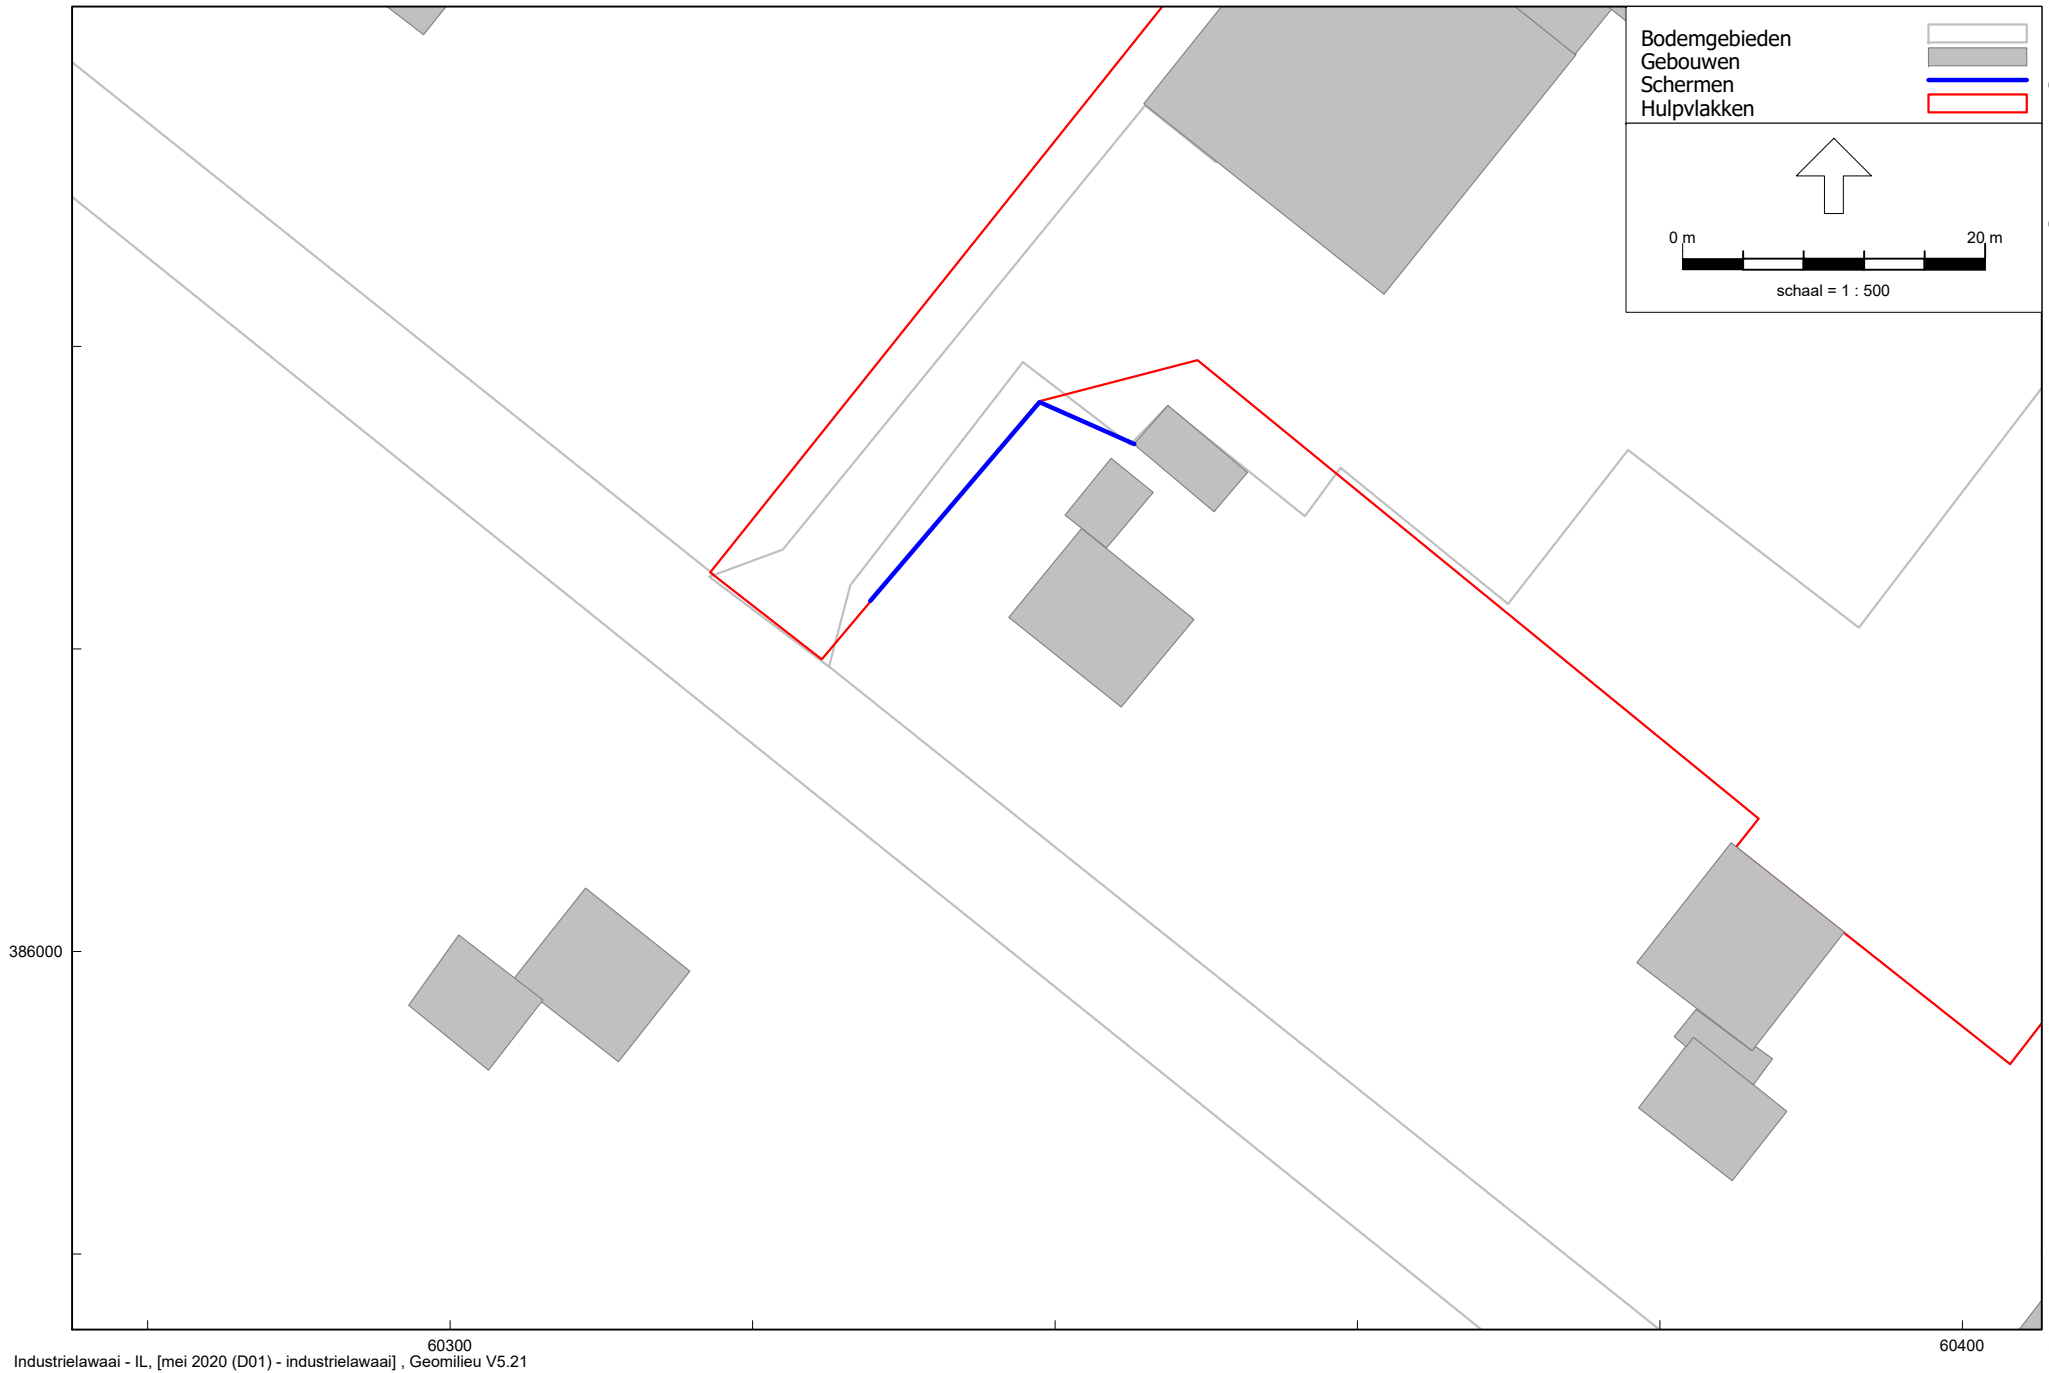 Bodemgebieden
Gebouwen
Schermen
Hulpvlakken
0 m 20 m
schaal = 1 : 500
386000
60300 60400
Industrielawaai - IL, [mei 2020 (D01) - industrielawaai] , Geomilieu V5.21